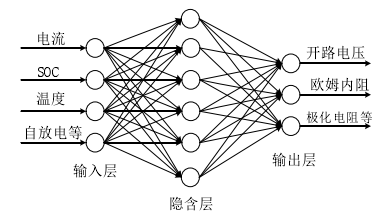 电流
SOC
温度
自放电等
输入层
隐含层
开路电压
欧姆内阻
极化电阻等
输出层